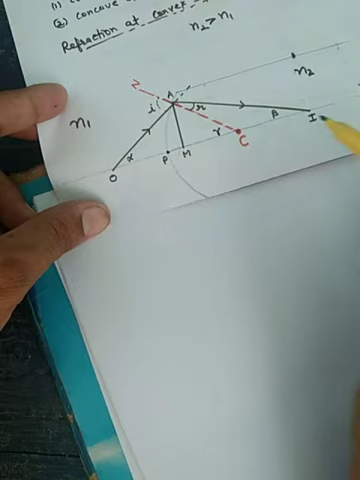 (2) concave
Refraction at convex
n₂ > n₁
n₂
N
A
i
r
n₁
I
β
γ
C
α
O
P
M